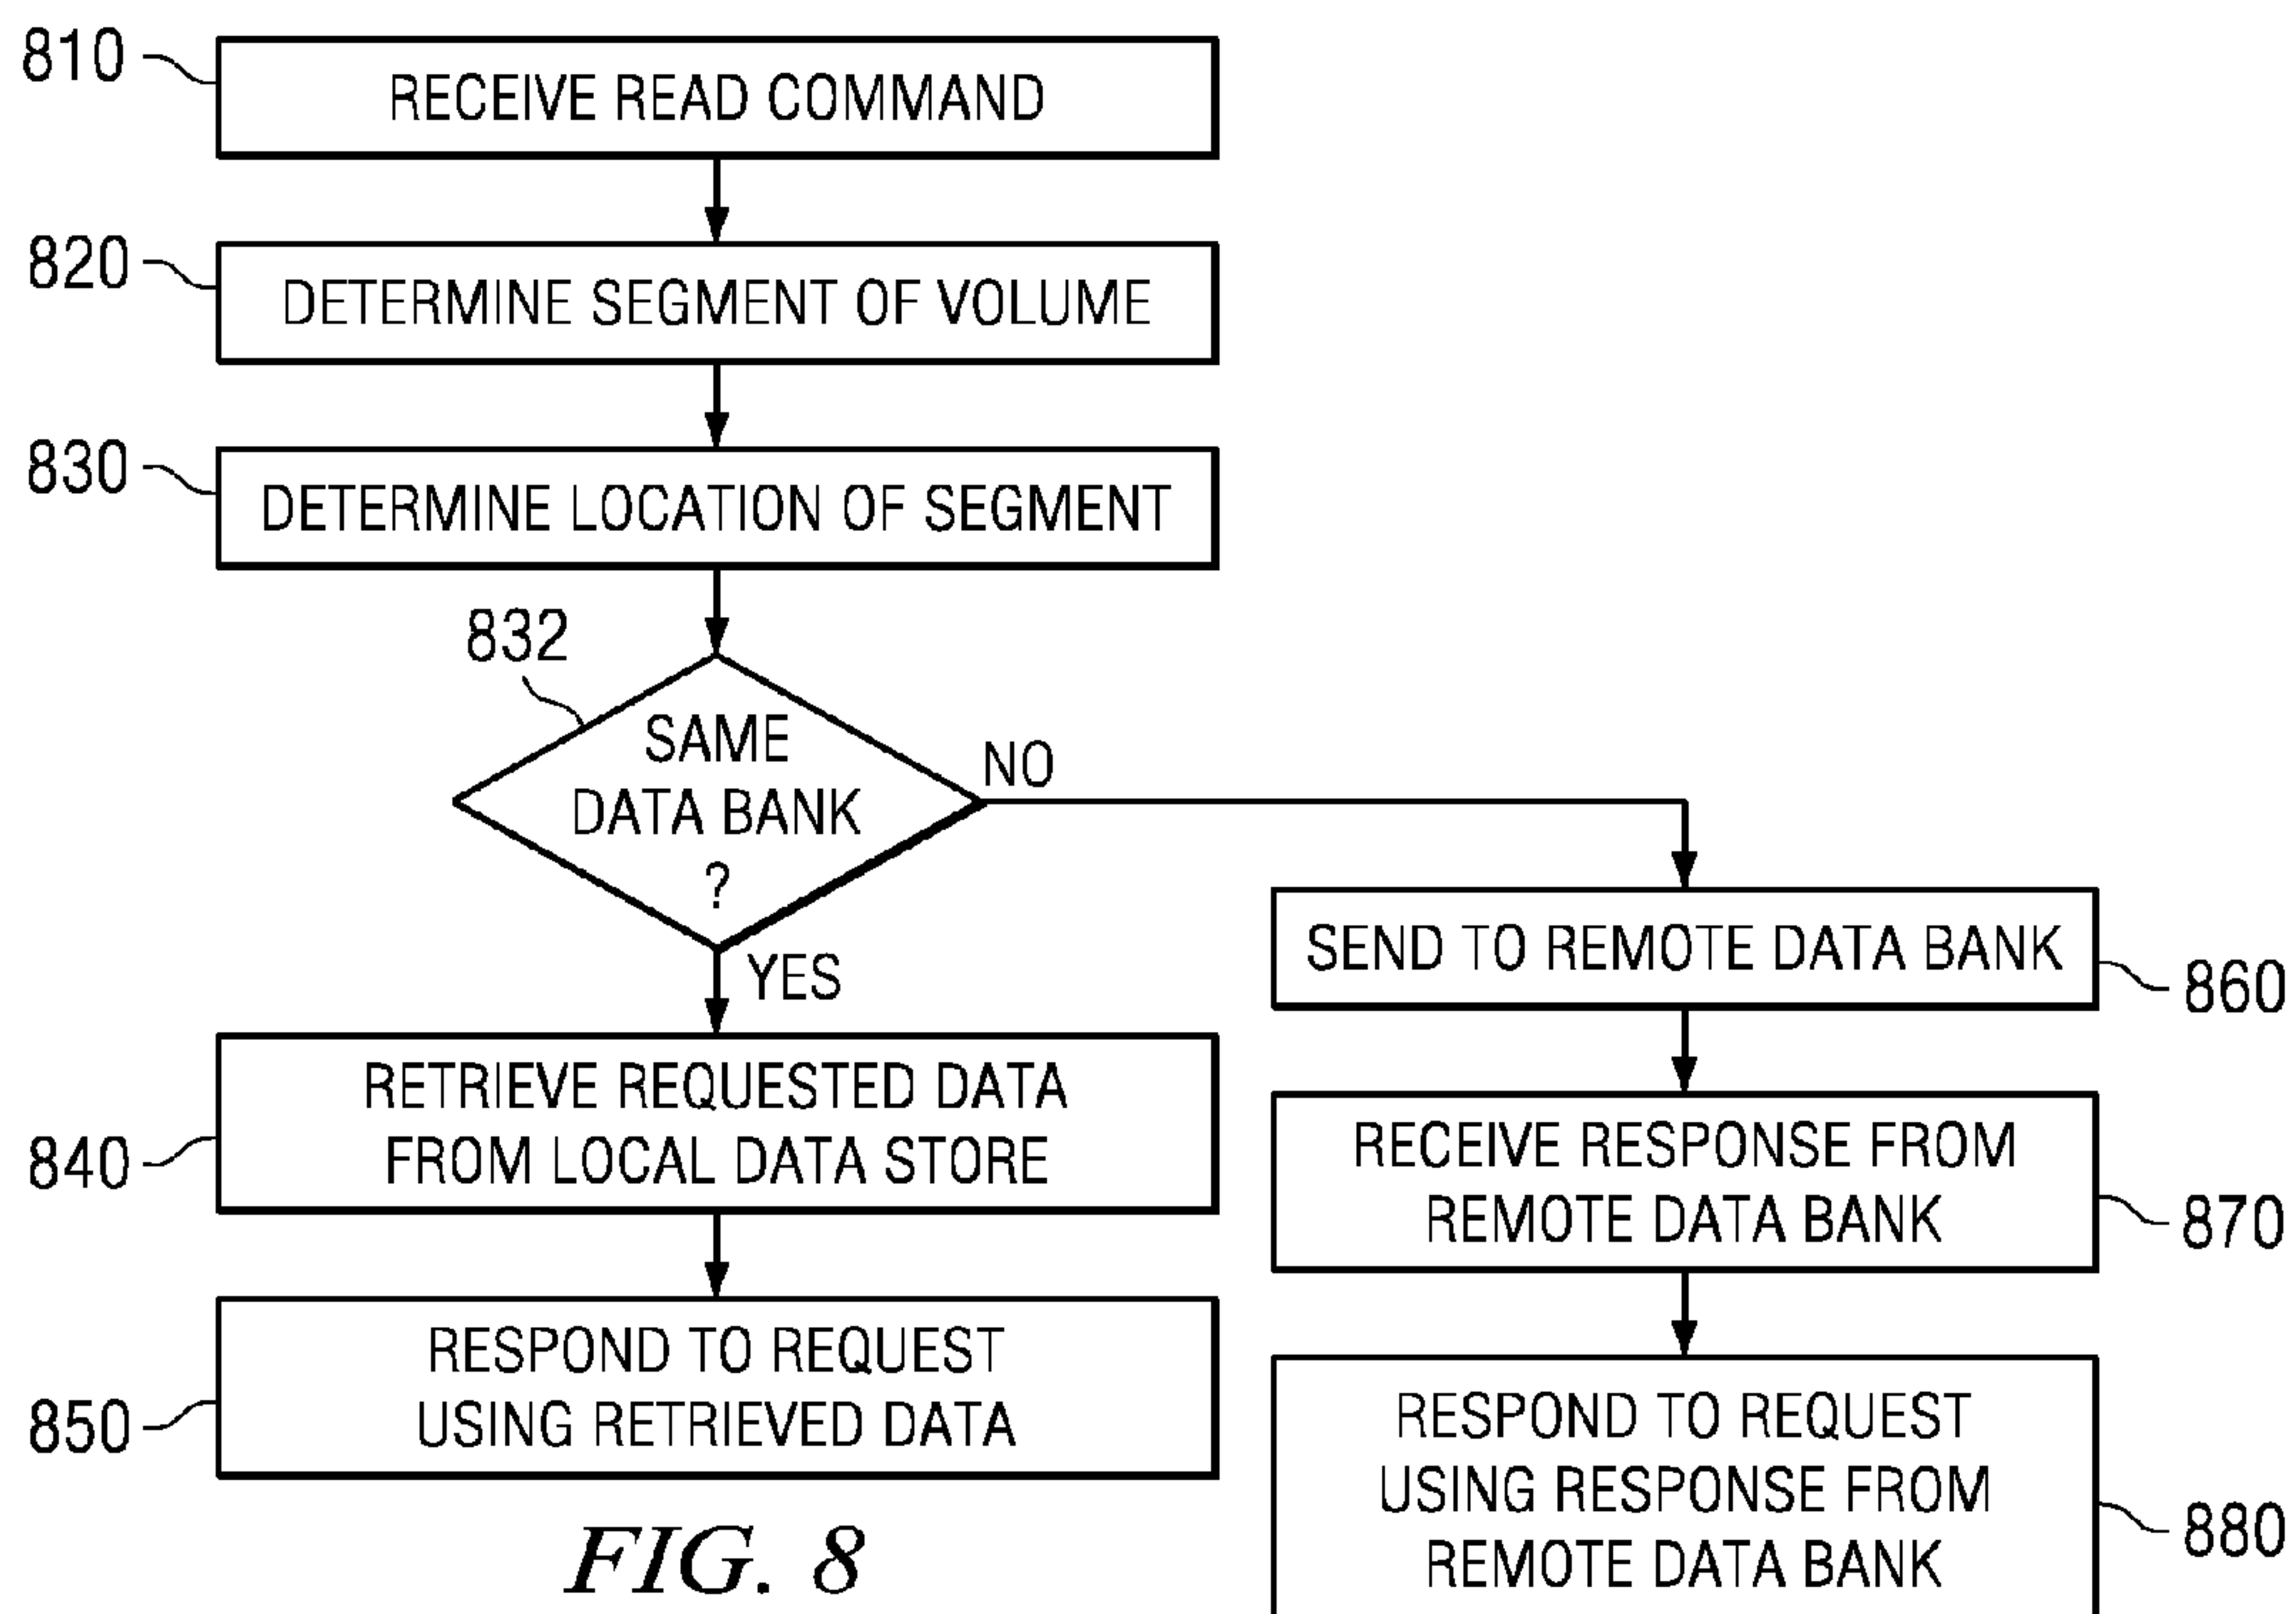 810
RECEIVE READ COMMAND
820
DETERMINE SEGMENT OF VOLUME
830
DETERMINE LOCATION OF SEGMENT
832
SAME
DATA BANK
?
NO
YES
840
RETRIEVE REQUESTED DATA
FROM LOCAL DATA STORE
850
RESPOND TO REQUEST
USING RETRIEVED DATA
SEND TO REMOTE DATA BANK
860
RECEIVE RESPONSE FROM
REMOTE DATA BANK
870
RESPOND TO REQUEST
USING RESPONSE FROM
REMOTE DATA BANK
880
FIG. 8